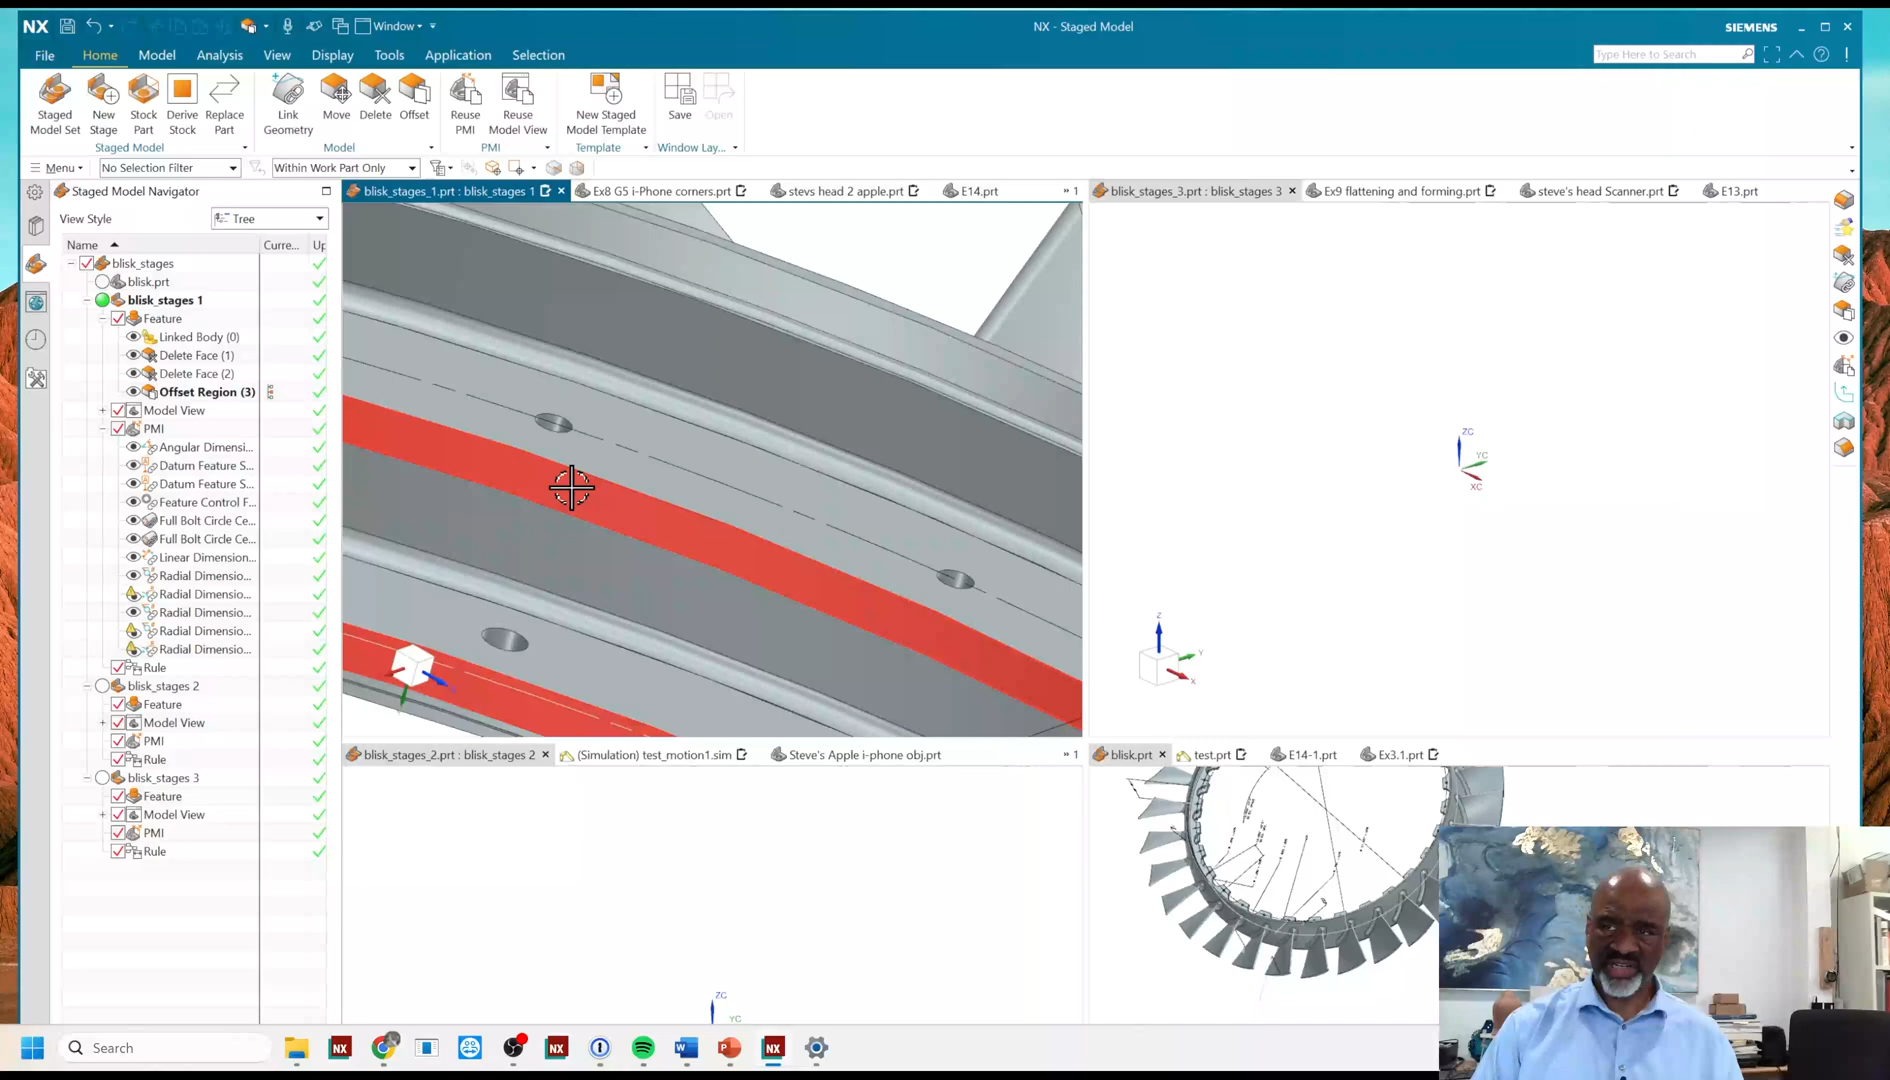 NX
Window
NX - Staged Model
SIEMENS
File Home Model Analysis View Display Tools Application Selection
Type Here to Search
Staged Model Set
New Stage
Stock Part
Derive Stock
Replace Part
Link Geometry
Move
Delete
Offset
Reuse PMI
Reuse Model View
New Staged Model Template
Save
Open
Staged Model
Model
PMI
Template
Window Lay...
Menu
No Selection Filter
Within Work Part Only
Staged Model Navigator
blisk_stages_1.prt : blisk_stages 1
Ex8 G5 i-Phone corners.prt
stevs head 2 apple.prt
E14.prt
» 1
blisk_stages_3.prt : blisk_stages 3
Ex9 flattening and forming.prt
steve's head Scanner.prt
E13.prt
View Style
Tree
Name
Curre...
Up
blisk_stages
blisk.prt
blisk_stages 1
Feature
Linked Body (0)
Delete Face (1)
Delete Face (2)
Offset Region (3)
Model View
PMI
Angular Dimensi...
Datum Feature S...
Datum Feature S...
Feature Control F...
Full Bolt Circle Ce...
Full Bolt Circle Ce...
Linear Dimension...
Radial Dimensio...
Radial Dimensio...
Radial Dimensio...
Radial Dimensio...
Radial Dimensio...
Rule
blisk_stages 2
Feature
Model View
PMI
Rule
blisk_stages 3
Feature
Model View
PMI
Rule
ZC
YC
XC
Z
Y
X
blisk_stages_2.prt : blisk_stages 2
(Simulation) test_motion1.sim
Steve's Apple i-phone obj.prt
» 1
blisk.prt
test.prt
E14-1.prt
Ex3.1.prt
ZC
YC
Search
NX
NX
NX